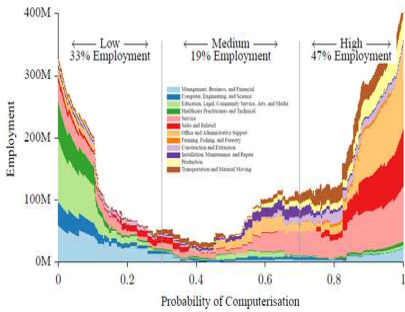 400M
300M
200M
100M
0M
Employment
Low
33% Employment
Medium
19% Employment
High
47% Employment
Management, Business, and Financial
Computer, Engineering, and Science
Education, Legal, Community Service, Arts, and Media
Healthcare Practitioners and Technical
Service
Sales and Related
Office and Administrative Support
Farming, Fishing, and Forestry
Construction and Extraction
Installation, Maintenance, and Repair
Production
Transportation and Material Moving
0
0.2
0.4
0.6
0.8
1
Probability of Computerisation